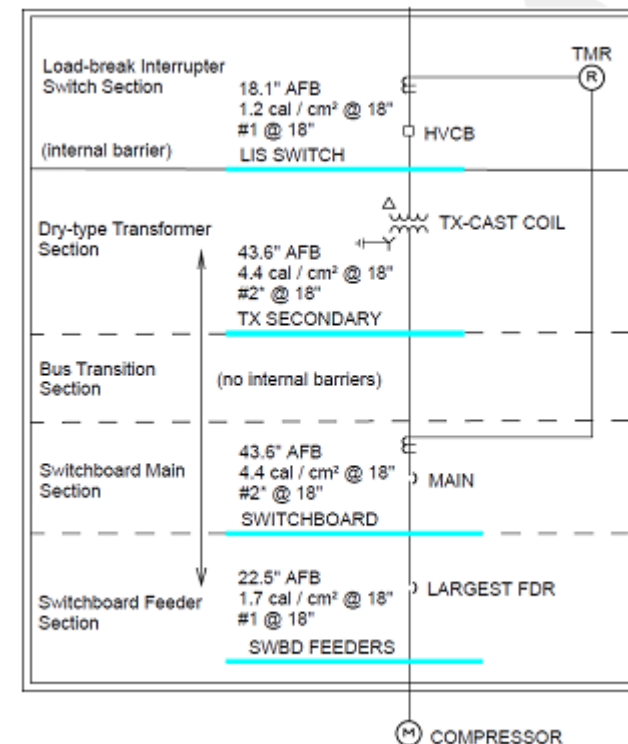 TMR
R
Load-break Interrupter
Switch Section
(internal barrier)
18.1" AFB
1.2 cal / cm² @ 18"
#1 @ 18"
LIS SWITCH
HVCB
Dry-type Transformer
Section
Δ
TX-CAST COIL
Y
43.6" AFB
4.4 cal / cm² @ 18"
#2* @ 18"
TX SECONDARY
Bus Transition
Section
(no internal barriers)
Switchboard Main
Section
43.6" AFB
4.4 cal / cm² @ 18"
#2* @ 18"
SWITCHBOARD
MAIN
Switchboard Feeder
Section
22.5" AFB
1.7 cal / cm² @ 18"
#1 @ 18"
SWBD FEEDERS
LARGEST FDR
M
COMPRESSOR